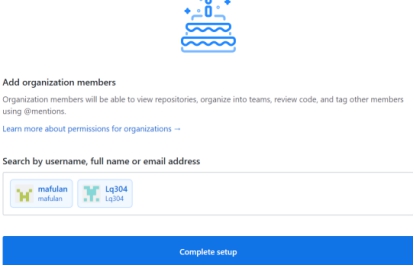 Add organization members
Organization members will be able to view repositories, organize into teams, review code, and tag other members
using @mentions.
Learn more about permissions for organizations →
Search by username, full name or email address
mafulan
mafulan
Lq304
Lq304
Complete setup